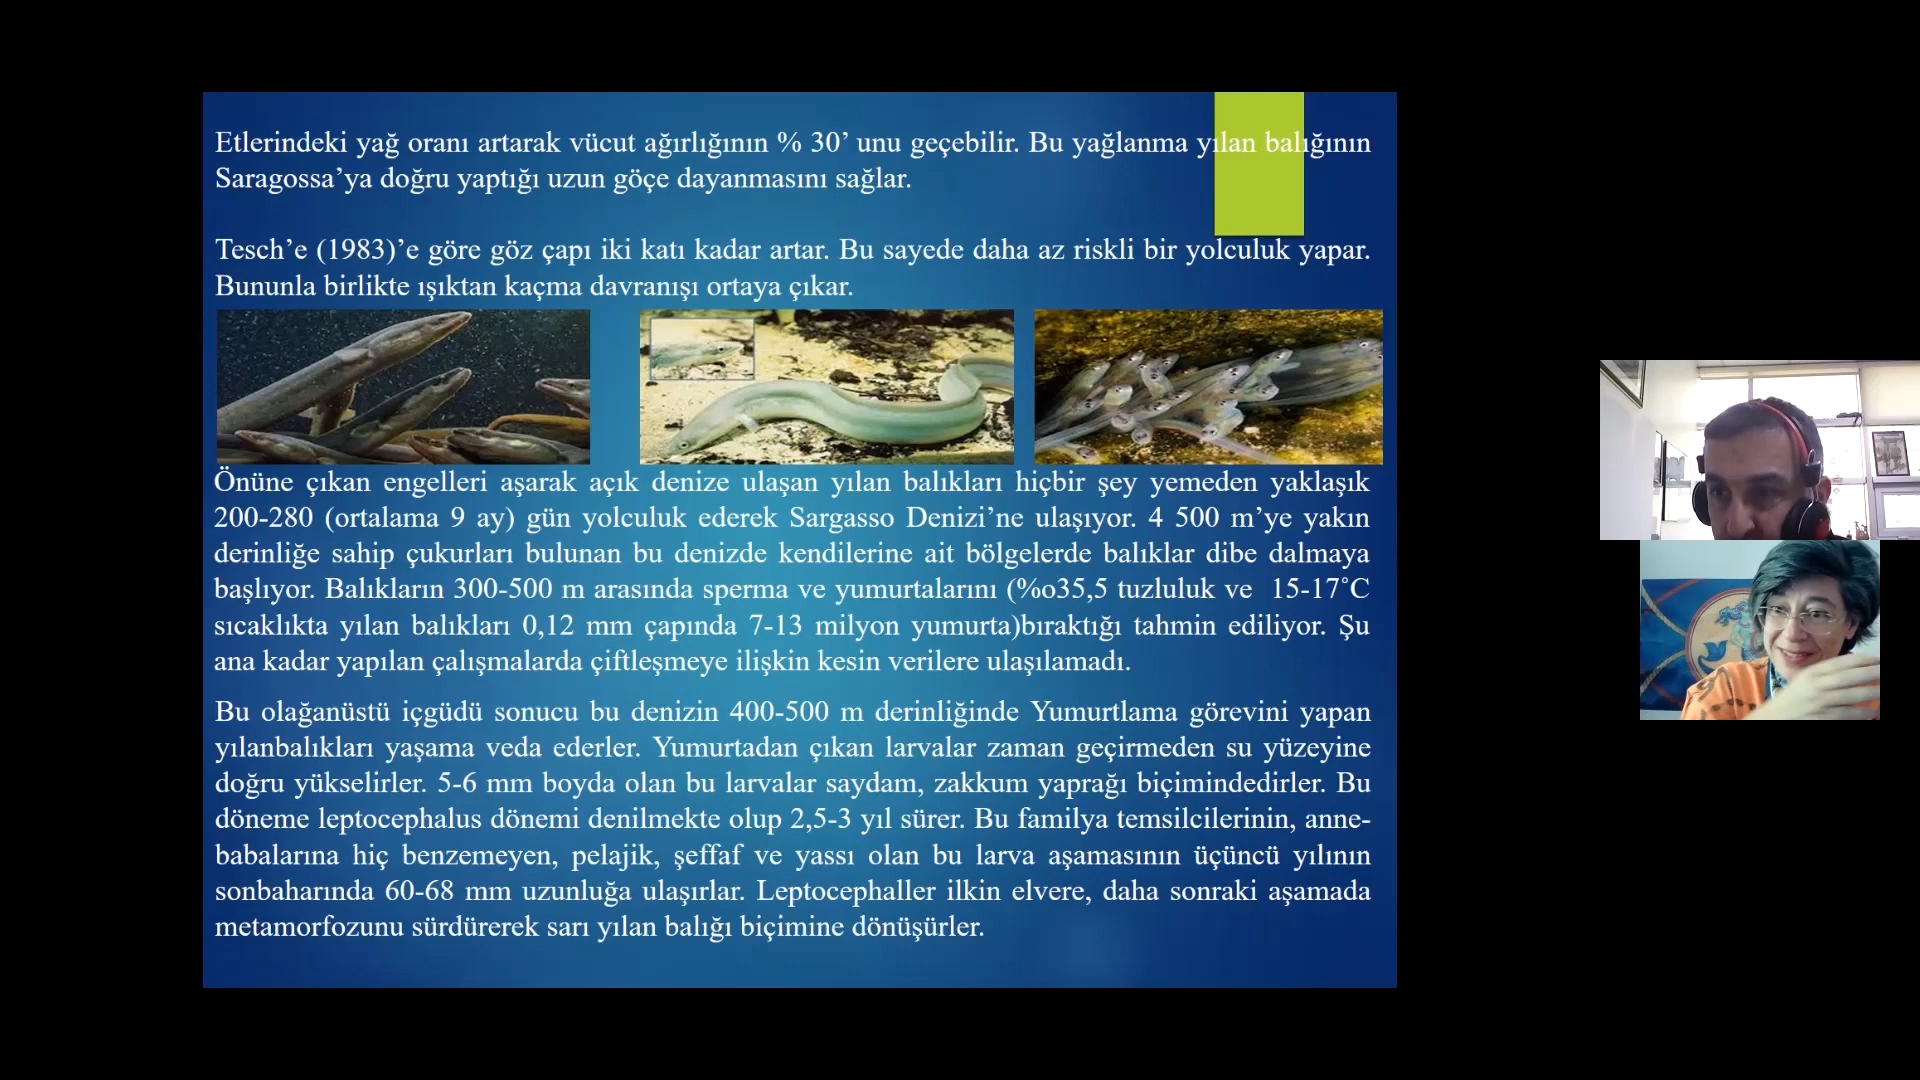 Etlerindeki yağ oranı artarak vücut ağırlığının % 30’ unu geçebilir. Bu yağlanma yılan balığının
Saragossa’ya doğru yaptığı uzun göçe dayanmasını sağlar.
Tesch’e (1983)’e göre göz çapı iki katı kadar artar. Bu sayede daha az riskli bir yolculuk yapar.
Bununla birlikte ışıktan kaçma davranışı ortaya çıkar.
Önüne çıkan engelleri aşarak açık denize ulaşan yılan balıkları hiçbir şey yemeden yaklaşık
200-280 (ortalama 9 ay) gün yolculuk ederek Sargasso Denizi’ne ulaşıyor. 4 500 m’ye yakın
derinliğe sahip çukurları bulunan bu denizde kendilerine ait bölgelerde balıklar dibe dalmaya
başlıyor. Balıkların 300-500 m arasında sperma ve yumurtalarını (%o35,5 tuzluluk ve 15-17˚C
sıcaklıkta yılan balıkları 0,12 mm çapında 7-13 milyon yumurta)bıraktığı tahmin ediliyor. Şu
ana kadar yapılan çalışmalarda çiftleşmeye ilişkin kesin verilere ulaşılamadı.
Bu olağanüstü içgüdü sonucu bu denizin 400-500 m derinliğinde Yumurtlama görevini yapan
yılanbalıkları yaşama veda ederler. Yumurtadan çıkan larvalar zaman geçirmeden su yüzeyine
doğru yükselirler. 5-6 mm boyda olan bu larvalar saydam, zakkum yaprağı biçimindedirler. Bu
döneme leptocephalus dönemi denilmekte olup 2,5-3 yıl sürer. Bu familya temsilcilerinin, anne-
babalarına hiç benzemeyen, pelajik, şeffaf ve yassı olan bu larva aşamasının üçüncü yılının
sonbaharında 60-68 mm uzunluğa ulaşırlar. Leptocephaller ilkin elvere, daha sonraki aşamada
metamorfozunu sürdürerek sarı yılan balığı biçimine dönüşürler.